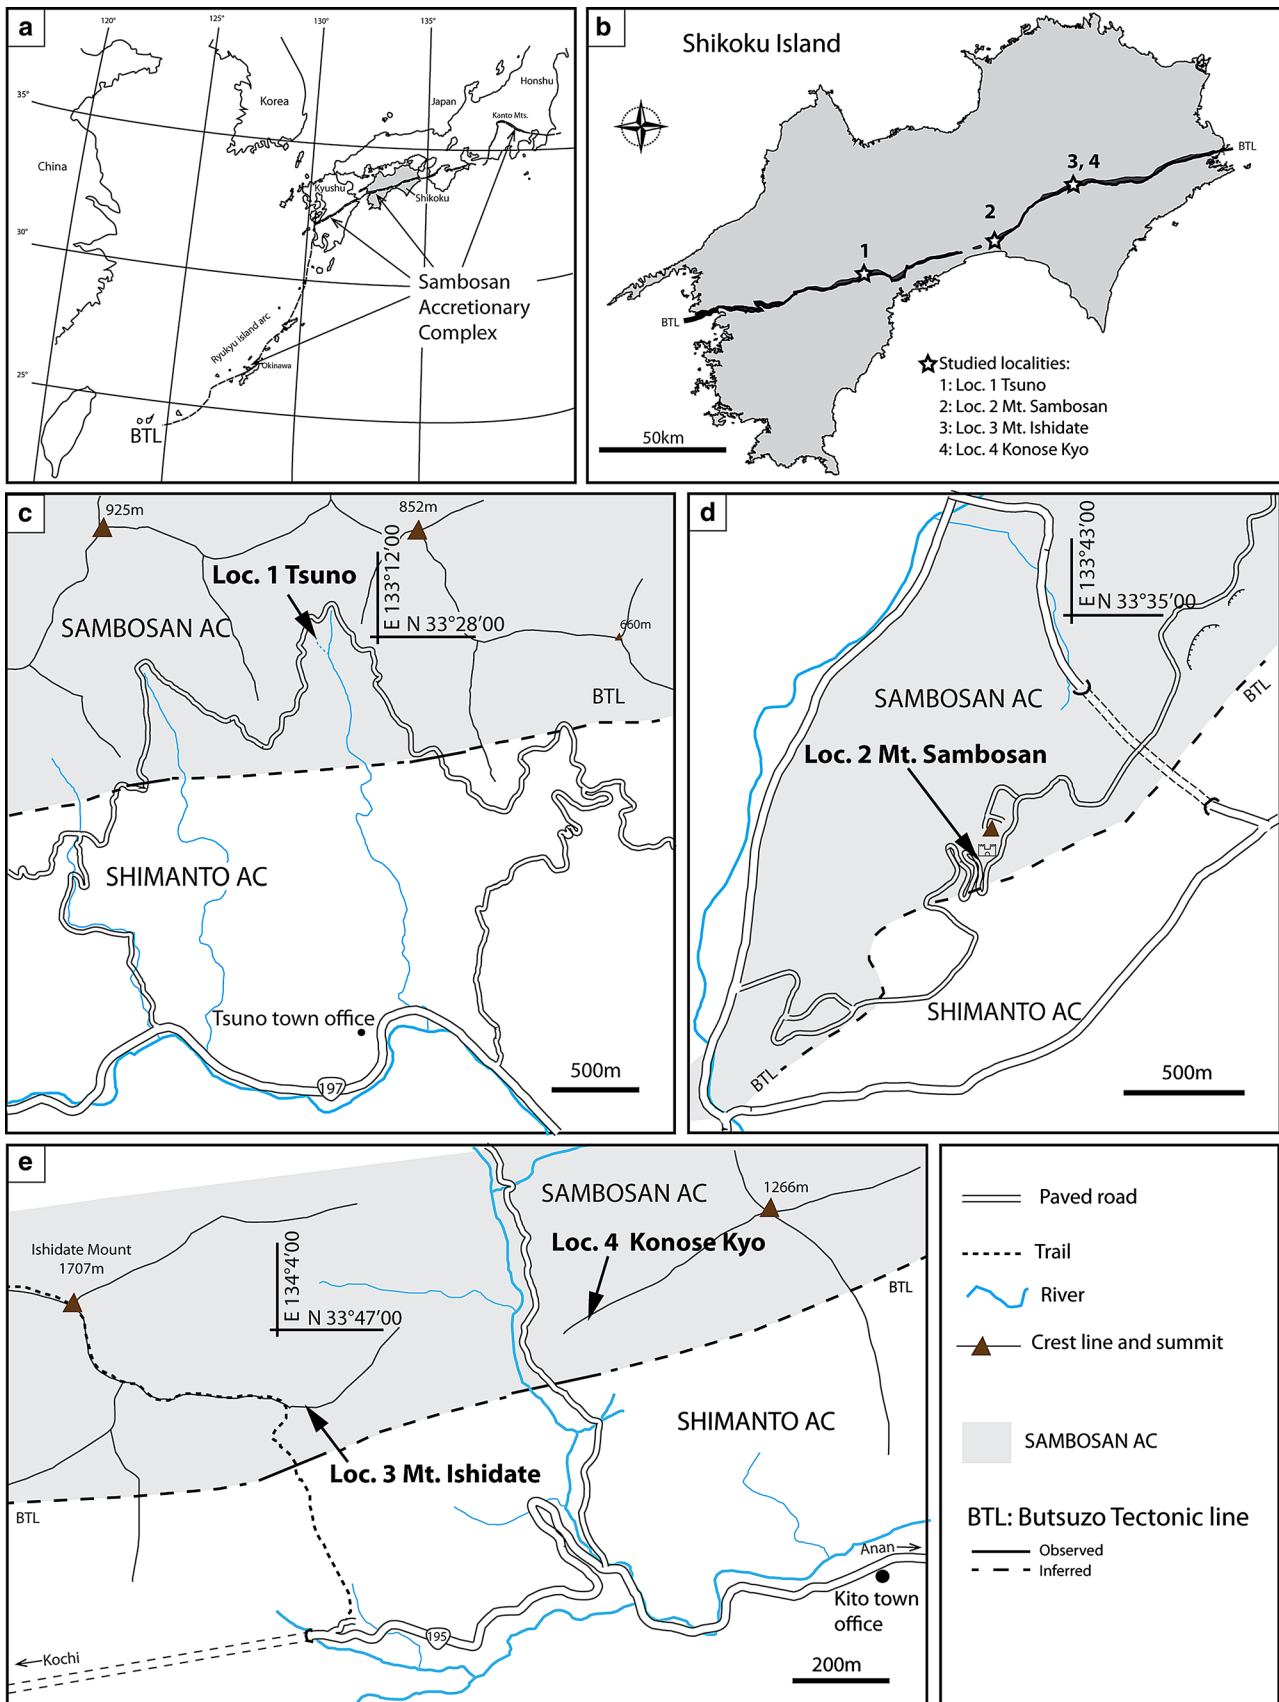 a
120°
125°
130°
135°
35°
30°
25°
China
Korea
Japan
Honshu
Kanto Mts.
Kyushu
Shikoku
Sambosan
Accretionary
Complex
Ryukyu island arc
Okinawa
BTL
b
Shikoku Island
BTL
3, 4
2
1
BTL
Studied localities:
1: Loc. 1 Tsuno
2: Loc. 2 Mt. Sambosan
3: Loc. 3 Mt. Ishidate
4: Loc. 4 Konose Kyo
50km
c
925m
852m
Loc. 1 Tsuno
E 133°12'00
N 33°28'00
SAMBOSAN AC
660m
BTL
SHIMANTO AC
Tsuno town office
197
500m
d
E 133°43'00
N 33°35'00
SAMBOSAN AC
BTL
Loc. 2 Mt. Sambosan
SHIMANTO AC
BTL
500m
e
SAMBOSAN AC
1266m
Ishidate Mount
1707m
E 134°4'00
N 33°47'00
Loc. 4 Konose Kyo
BTL
SHIMANTO AC
Loc. 3 Mt. Ishidate
BTL
Anan
Kito town
office
195
Kochi
200m
Paved road
Trail
River
Crest line and summit
SAMBOSAN AC
BTL: Butsuzo Tectonic line
Observed
Inferred